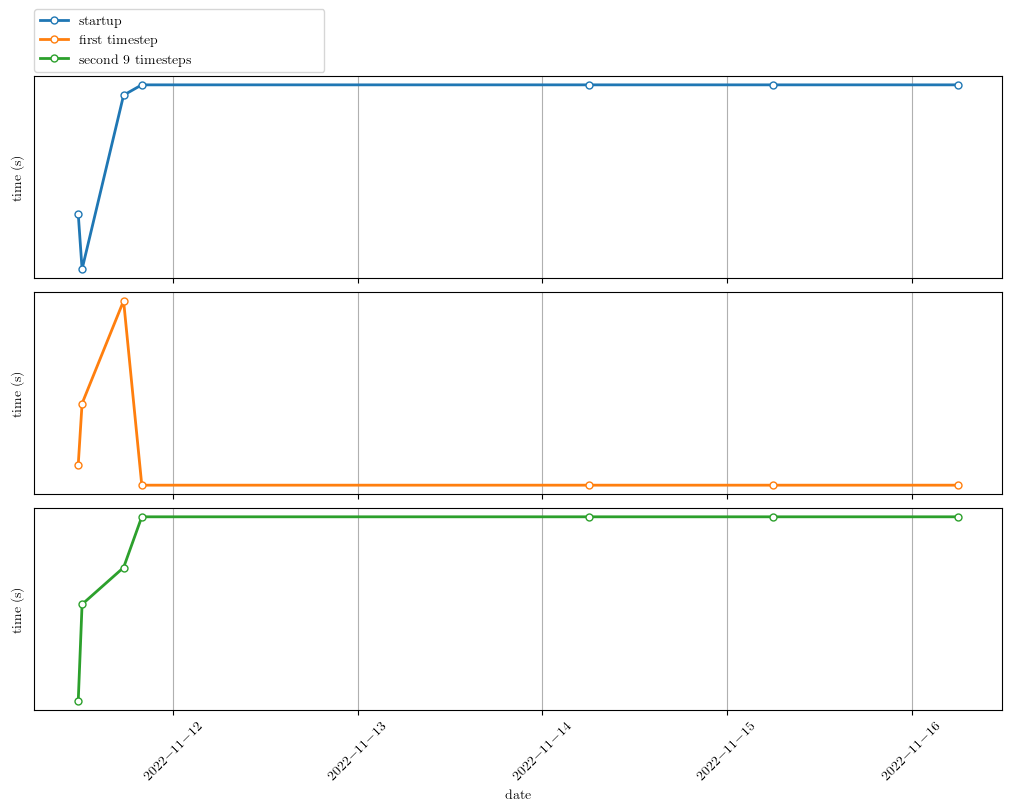 startup
first timestep
second 9 timesteps
time (s)
time (s)
time (s)
2022−11−12
2022−11−13
2022−11−14
2022−11−15
2022−11−16
date